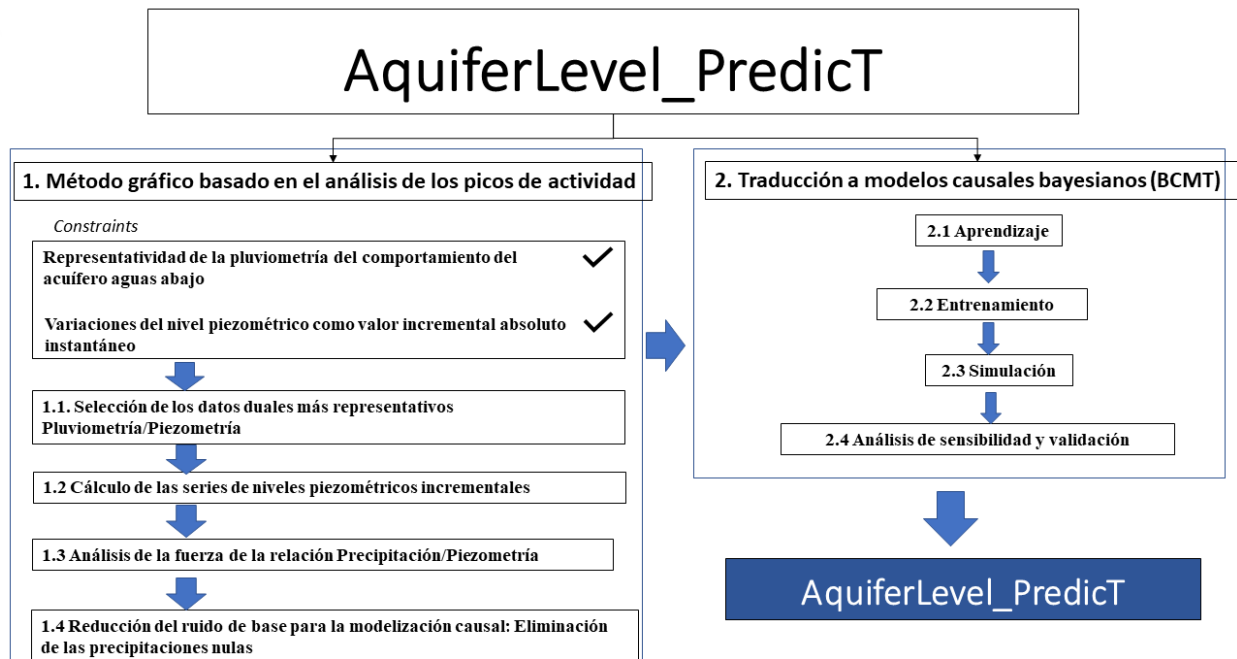 AquiferLevel_PredicT
1. Método gráfico basado en el análisis de los picos de actividad
Constraints
Representatividad de la pluviometría del comportamiento del
acuífero aguas abajo
Variaciones del nivel piezométrico como valor incremental absoluto
instantáneo
1.1. Selección de los datos duales más representativos
Pluviometría/Piezometría
1.2 Cálculo de las series de niveles piezométricos incrementales
1.3 Análisis de la fuerza de la relación Precipitación/Piezometría
1.4 Reducción del ruido de base para la modelización causal: Eliminación
de las precipitaciones nulas
2. Traducción a modelos causales bayesianos (BCMT)
2.1 Aprendizaje
2.2 Entrenamiento
2.3 Simulación
2.4 Análisis de sensibilidad y validación
AquiferLevel_PredicT